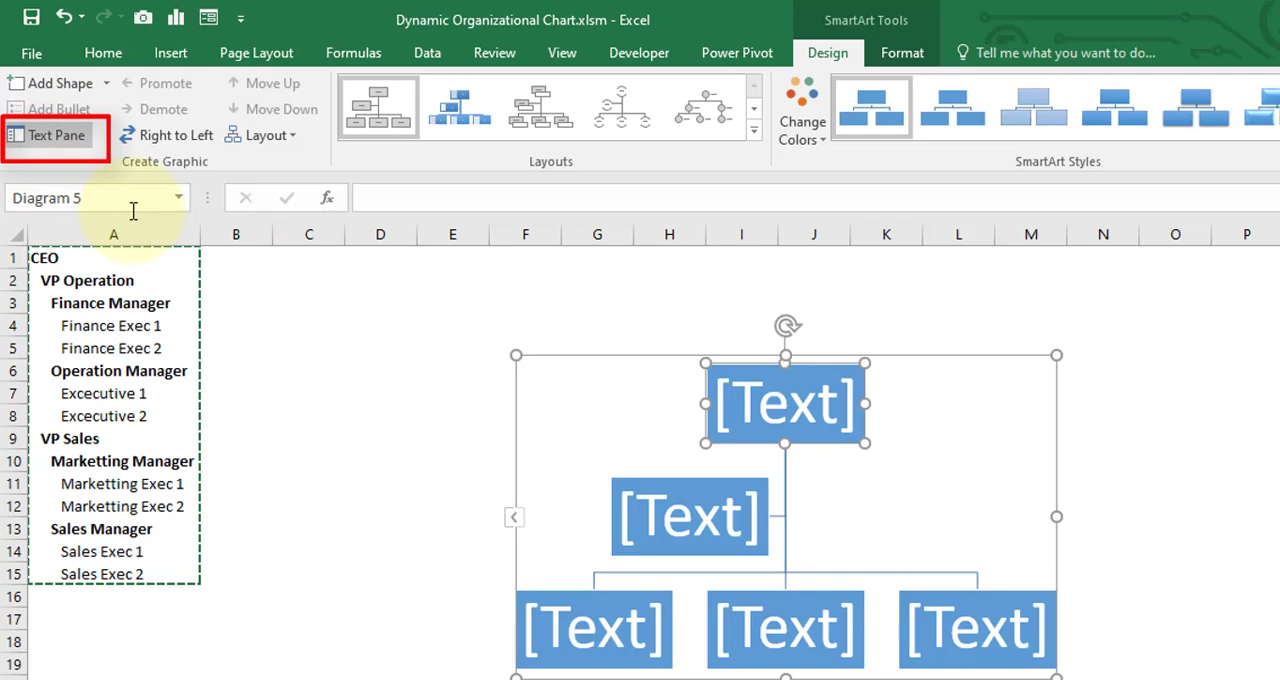 Dynamic Organizational Chart.xlsm - Excel
SmartArt Tools
File Home Insert Page Layout Formulas Data Review View Developer Power Pivot Design Format Tell me what you want to do...
Add Shape Promote Move Up
Add Bullet Demote Move Down
Text Pane Right to Left Layout
Change
Colors
Create Graphic Layouts SmartArt Styles
Diagram 5 fx
A B C D E F G H I J K L M N O P
1 CEO
2 VP Operation
3 Finance Manager
4 Finance Exec 1
5 Finance Exec 2
6 Operation Manager
7 Excecutive 1
8 Excecutive 2
9 VP Sales
10 Marketting Manager
11 Marketting Exec 1
12 Marketting Exec 2
13 Sales Manager
14 Sales Exec 1
15 Sales Exec 2
16
17
18
19
[Text]
[Text]
[Text] [Text] [Text]